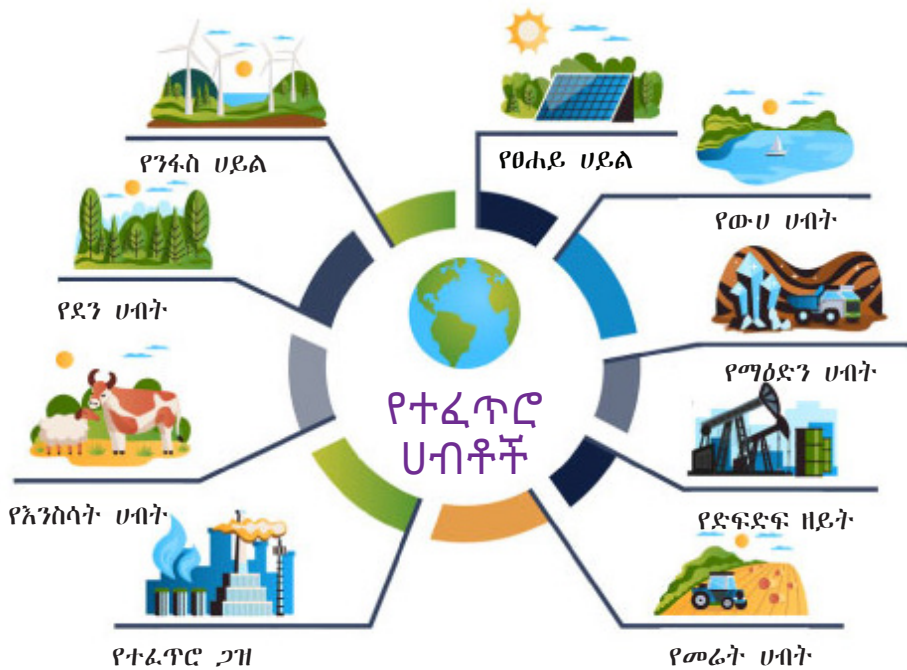 የንፋስ ሀይል
የፀሐይ ሀይል
የውሀ ሀብት
የደን ሀብት
የማዕድን ሀብት
የተፈጥሮ
ሀብቶች
የእንስሳት ሀብት
የድፍድፍ ዘይት
የተፈጥሮ ጋዝ
የመሬት ሀብት